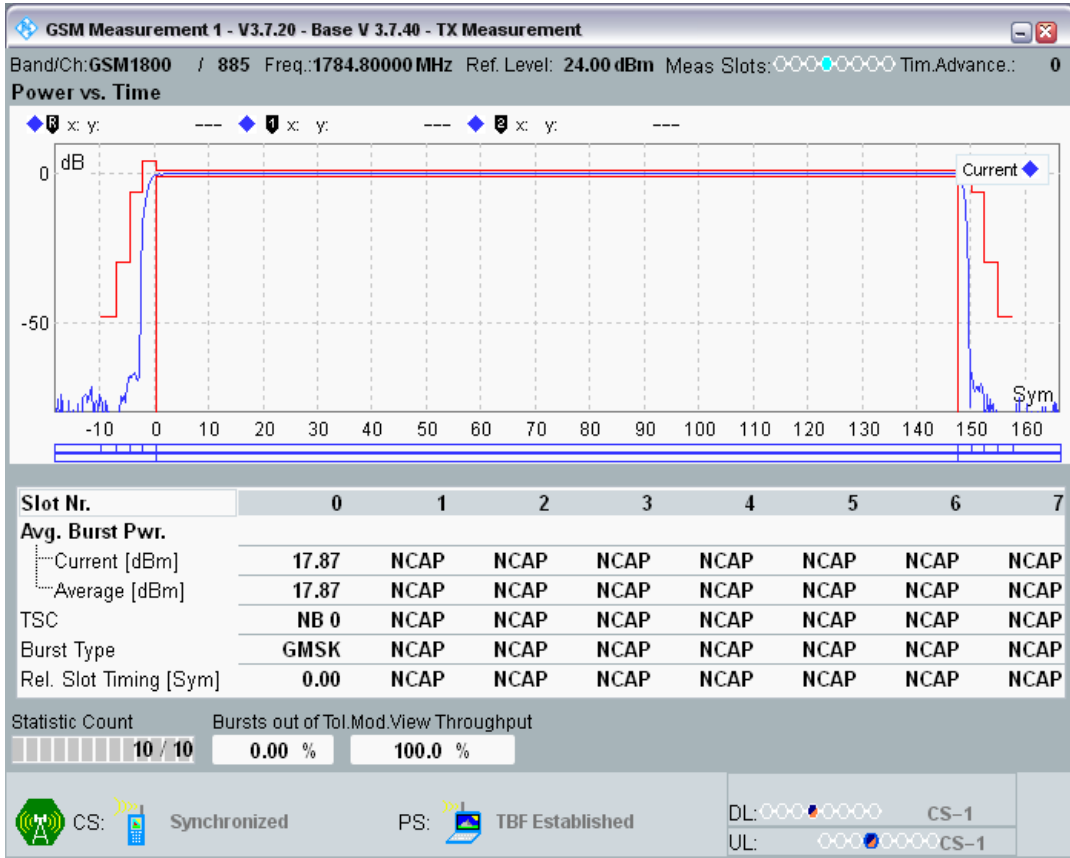 GSM Measurement 1 - V3.7.20 - Base V 3.7.40 - TX Measurement
Band/Ch:GSM1800 / 885 Freq.:1784.80000 MHz Ref. Level: 24.00 dBm Meas Slots: Tim.Advance.: 0
Power vs. Time
R x: y: --- 1 x: y: --- 2 x: y: ---
dB
Current
0
-50
Sym
-10 0 10 20 30 40 50 60 70 80 90 100 110 120 130 140 150 160
Slot Nr. 0 1 2 3 4 5 6 7
Avg. Burst Pwr.
Current [dBm] 17.87 NCAP NCAP NCAP NCAP NCAP NCAP NCAP
Average [dBm] 17.87 NCAP NCAP NCAP NCAP NCAP NCAP NCAP
TSC NB 0 NCAP NCAP NCAP NCAP NCAP NCAP NCAP
Burst Type GMSK NCAP NCAP NCAP NCAP NCAP NCAP NCAP
Rel. Slot Timing [Sym] 0.00 NCAP NCAP NCAP NCAP NCAP NCAP NCAP
Statistic Count Bursts out of Tol. Mod.View Throughput
10 / 10 0.00 % 100.0 %
CS: Synchronized PS: TBF Established
DL: CS-1
UL: CS-1